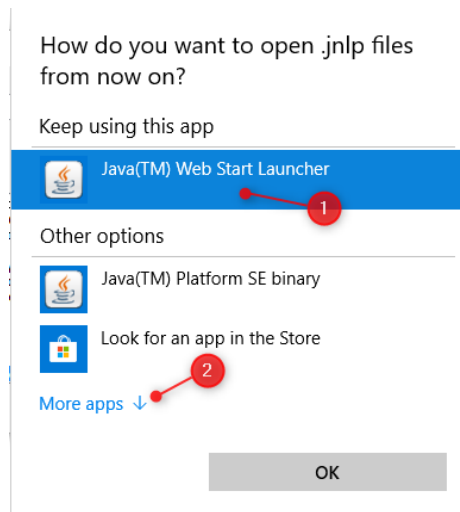 How do you want to open .jnlp files
from now on?
Keep using this app
Java(TM) Web Start Launcher
1
Other options
Java(TM) Platform SE binary
Look for an app in the Store
2
More apps ↓
OK